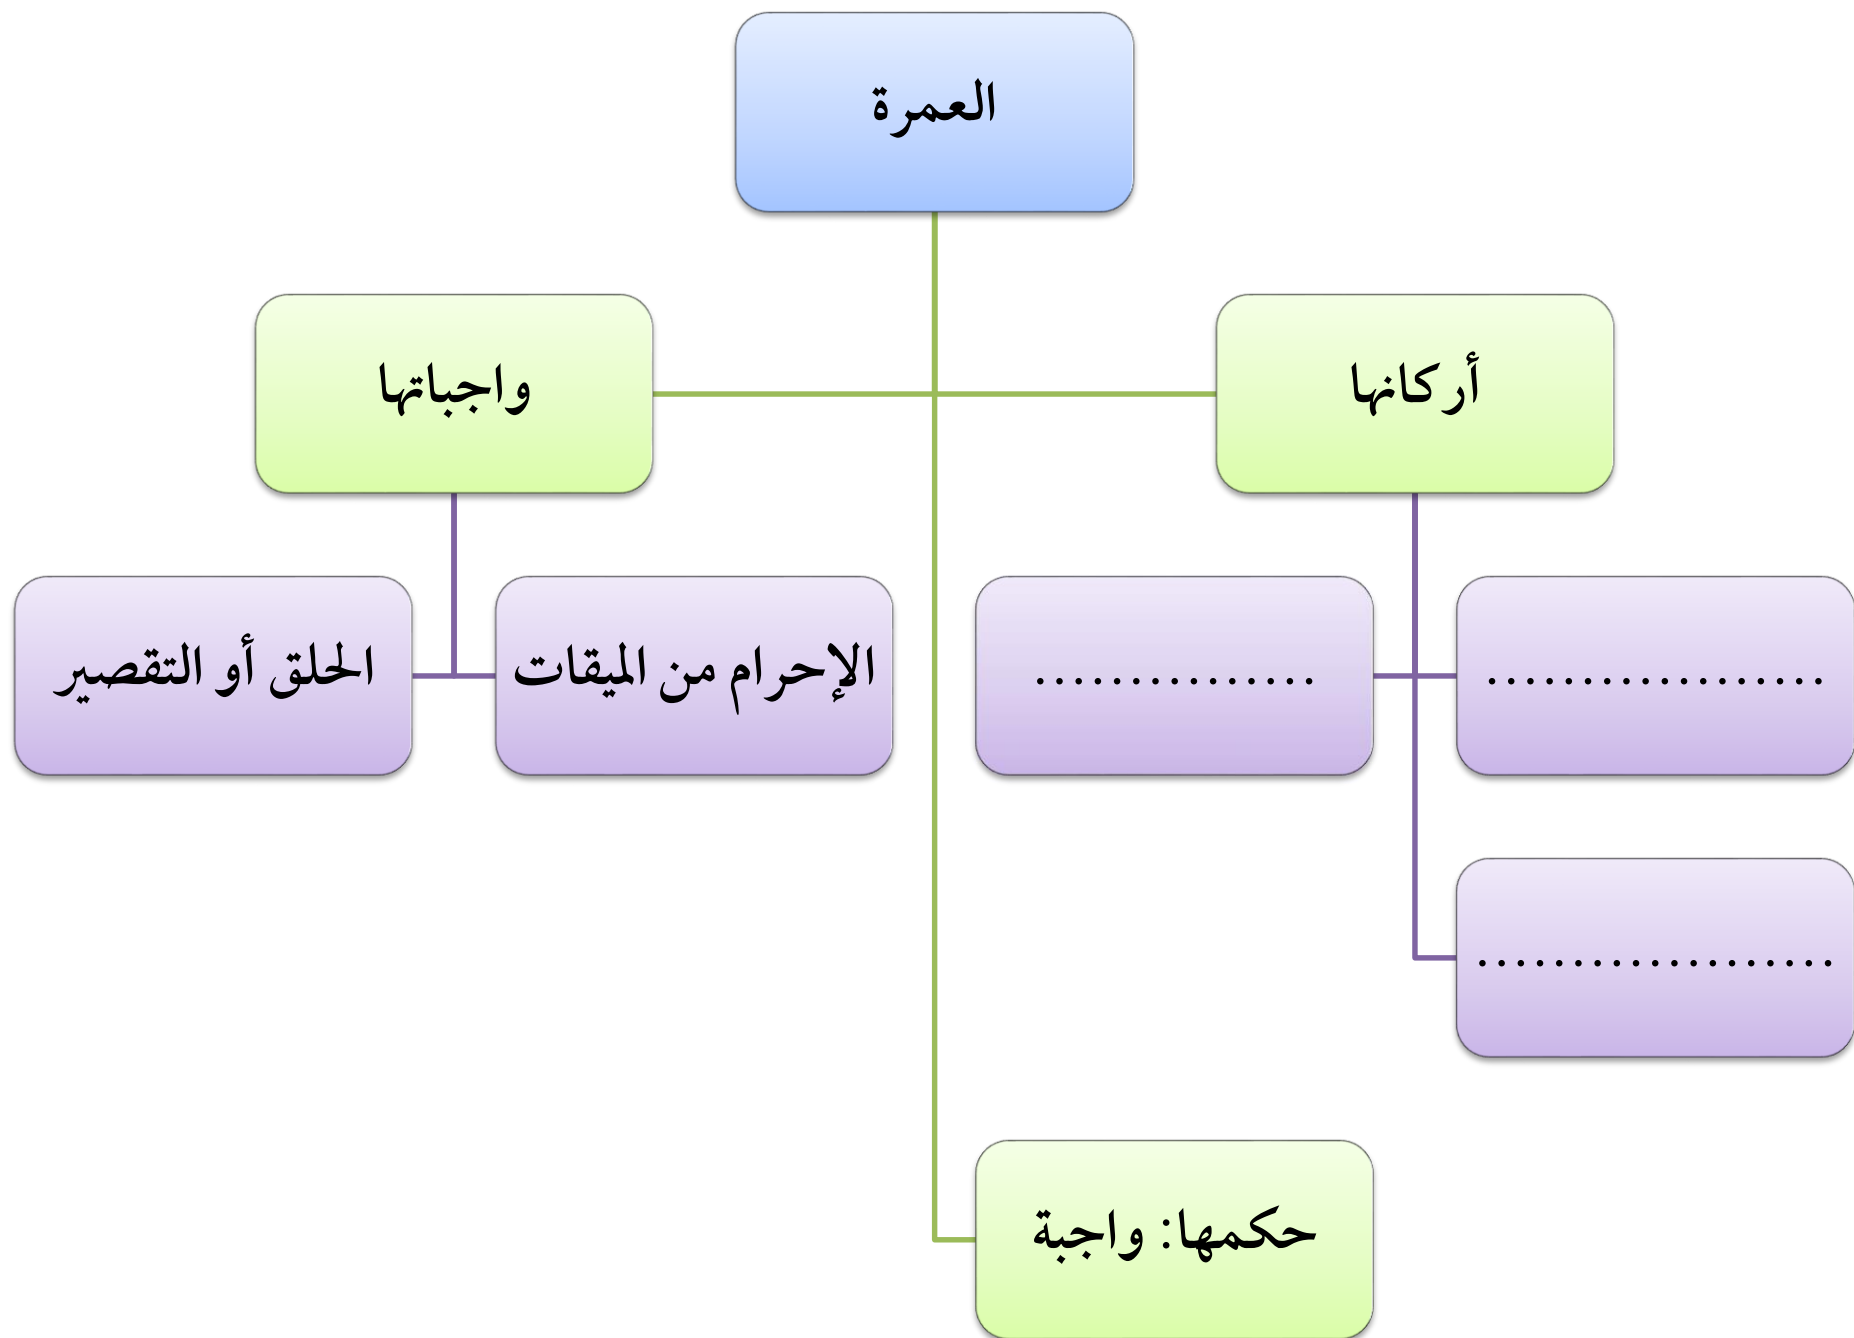 العمرة
أركانها
واجباتها
..................
...............
الإحرام من الميقات
الحلق أو التقصير
...................
حكمها: واجبة